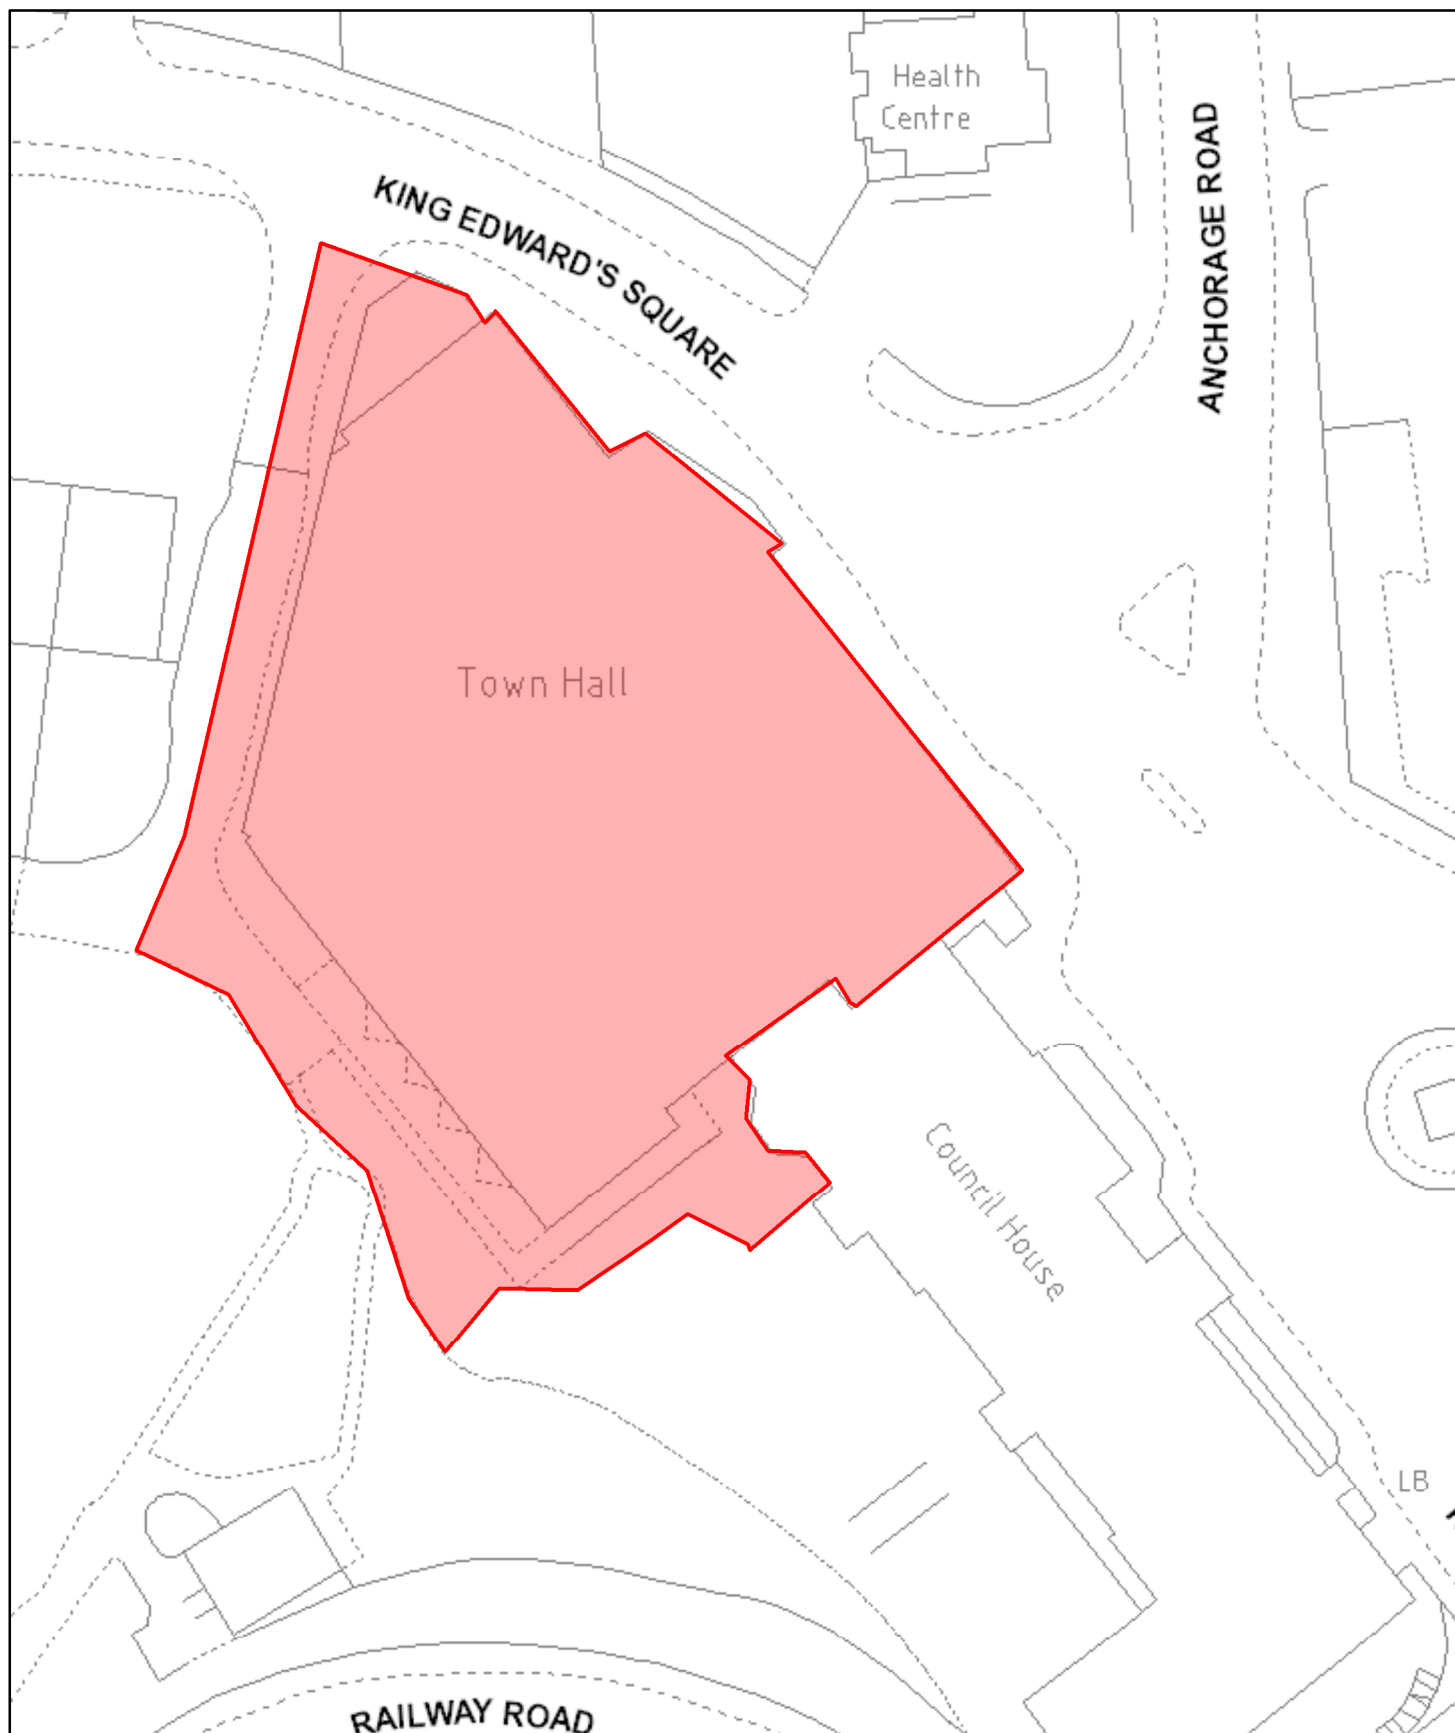 Health
Centre
KING EDWARD'S SQUARE
ANCHORAGE ROAD
Town Hall
Council House
LB
RAILWAY ROAD